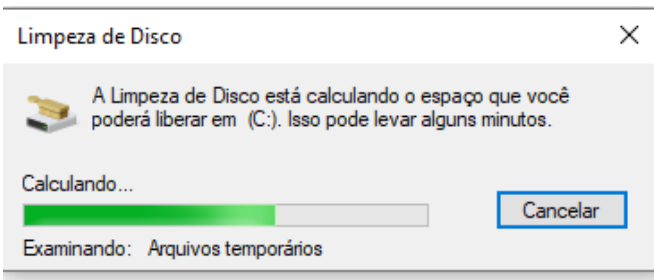 Limpeza de Disco
A Limpeza de Disco está calculando o espaço que você
poderá liberar em  (C:). Isso pode levar alguns minutos.
Calculando...
Cancelar
Examinando:   Arquivos temporários